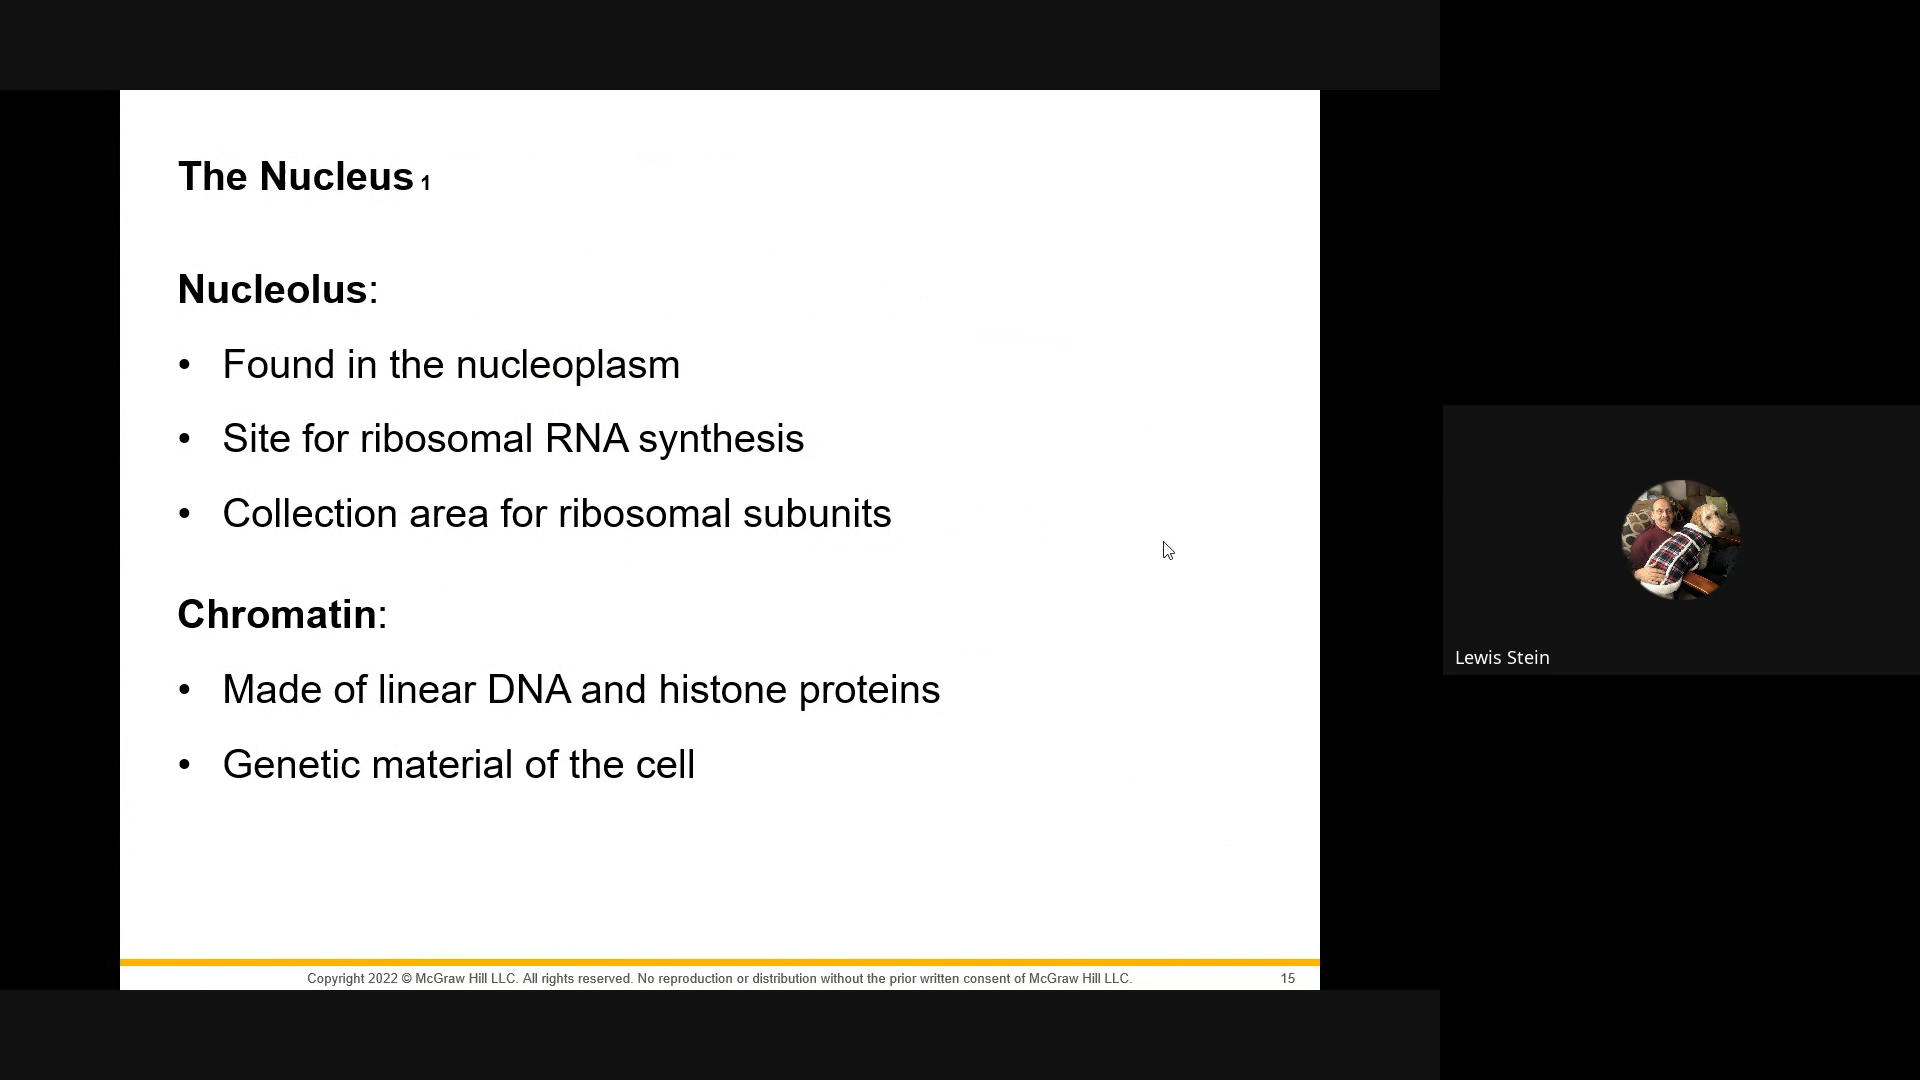 The Nucleus 1
Nucleolus:
• Found in the nucleoplasm
• Site for ribosomal RNA synthesis
• Collection area for ribosomal subunits
Chromatin:
• Made of linear DNA and histone proteins
• Genetic material of the cell
Copyright 2022 © McGraw Hill LLC. All rights reserved. No reproduction or distribution without the prior written consent of McGraw Hill LLC. 15
Lewis Stein